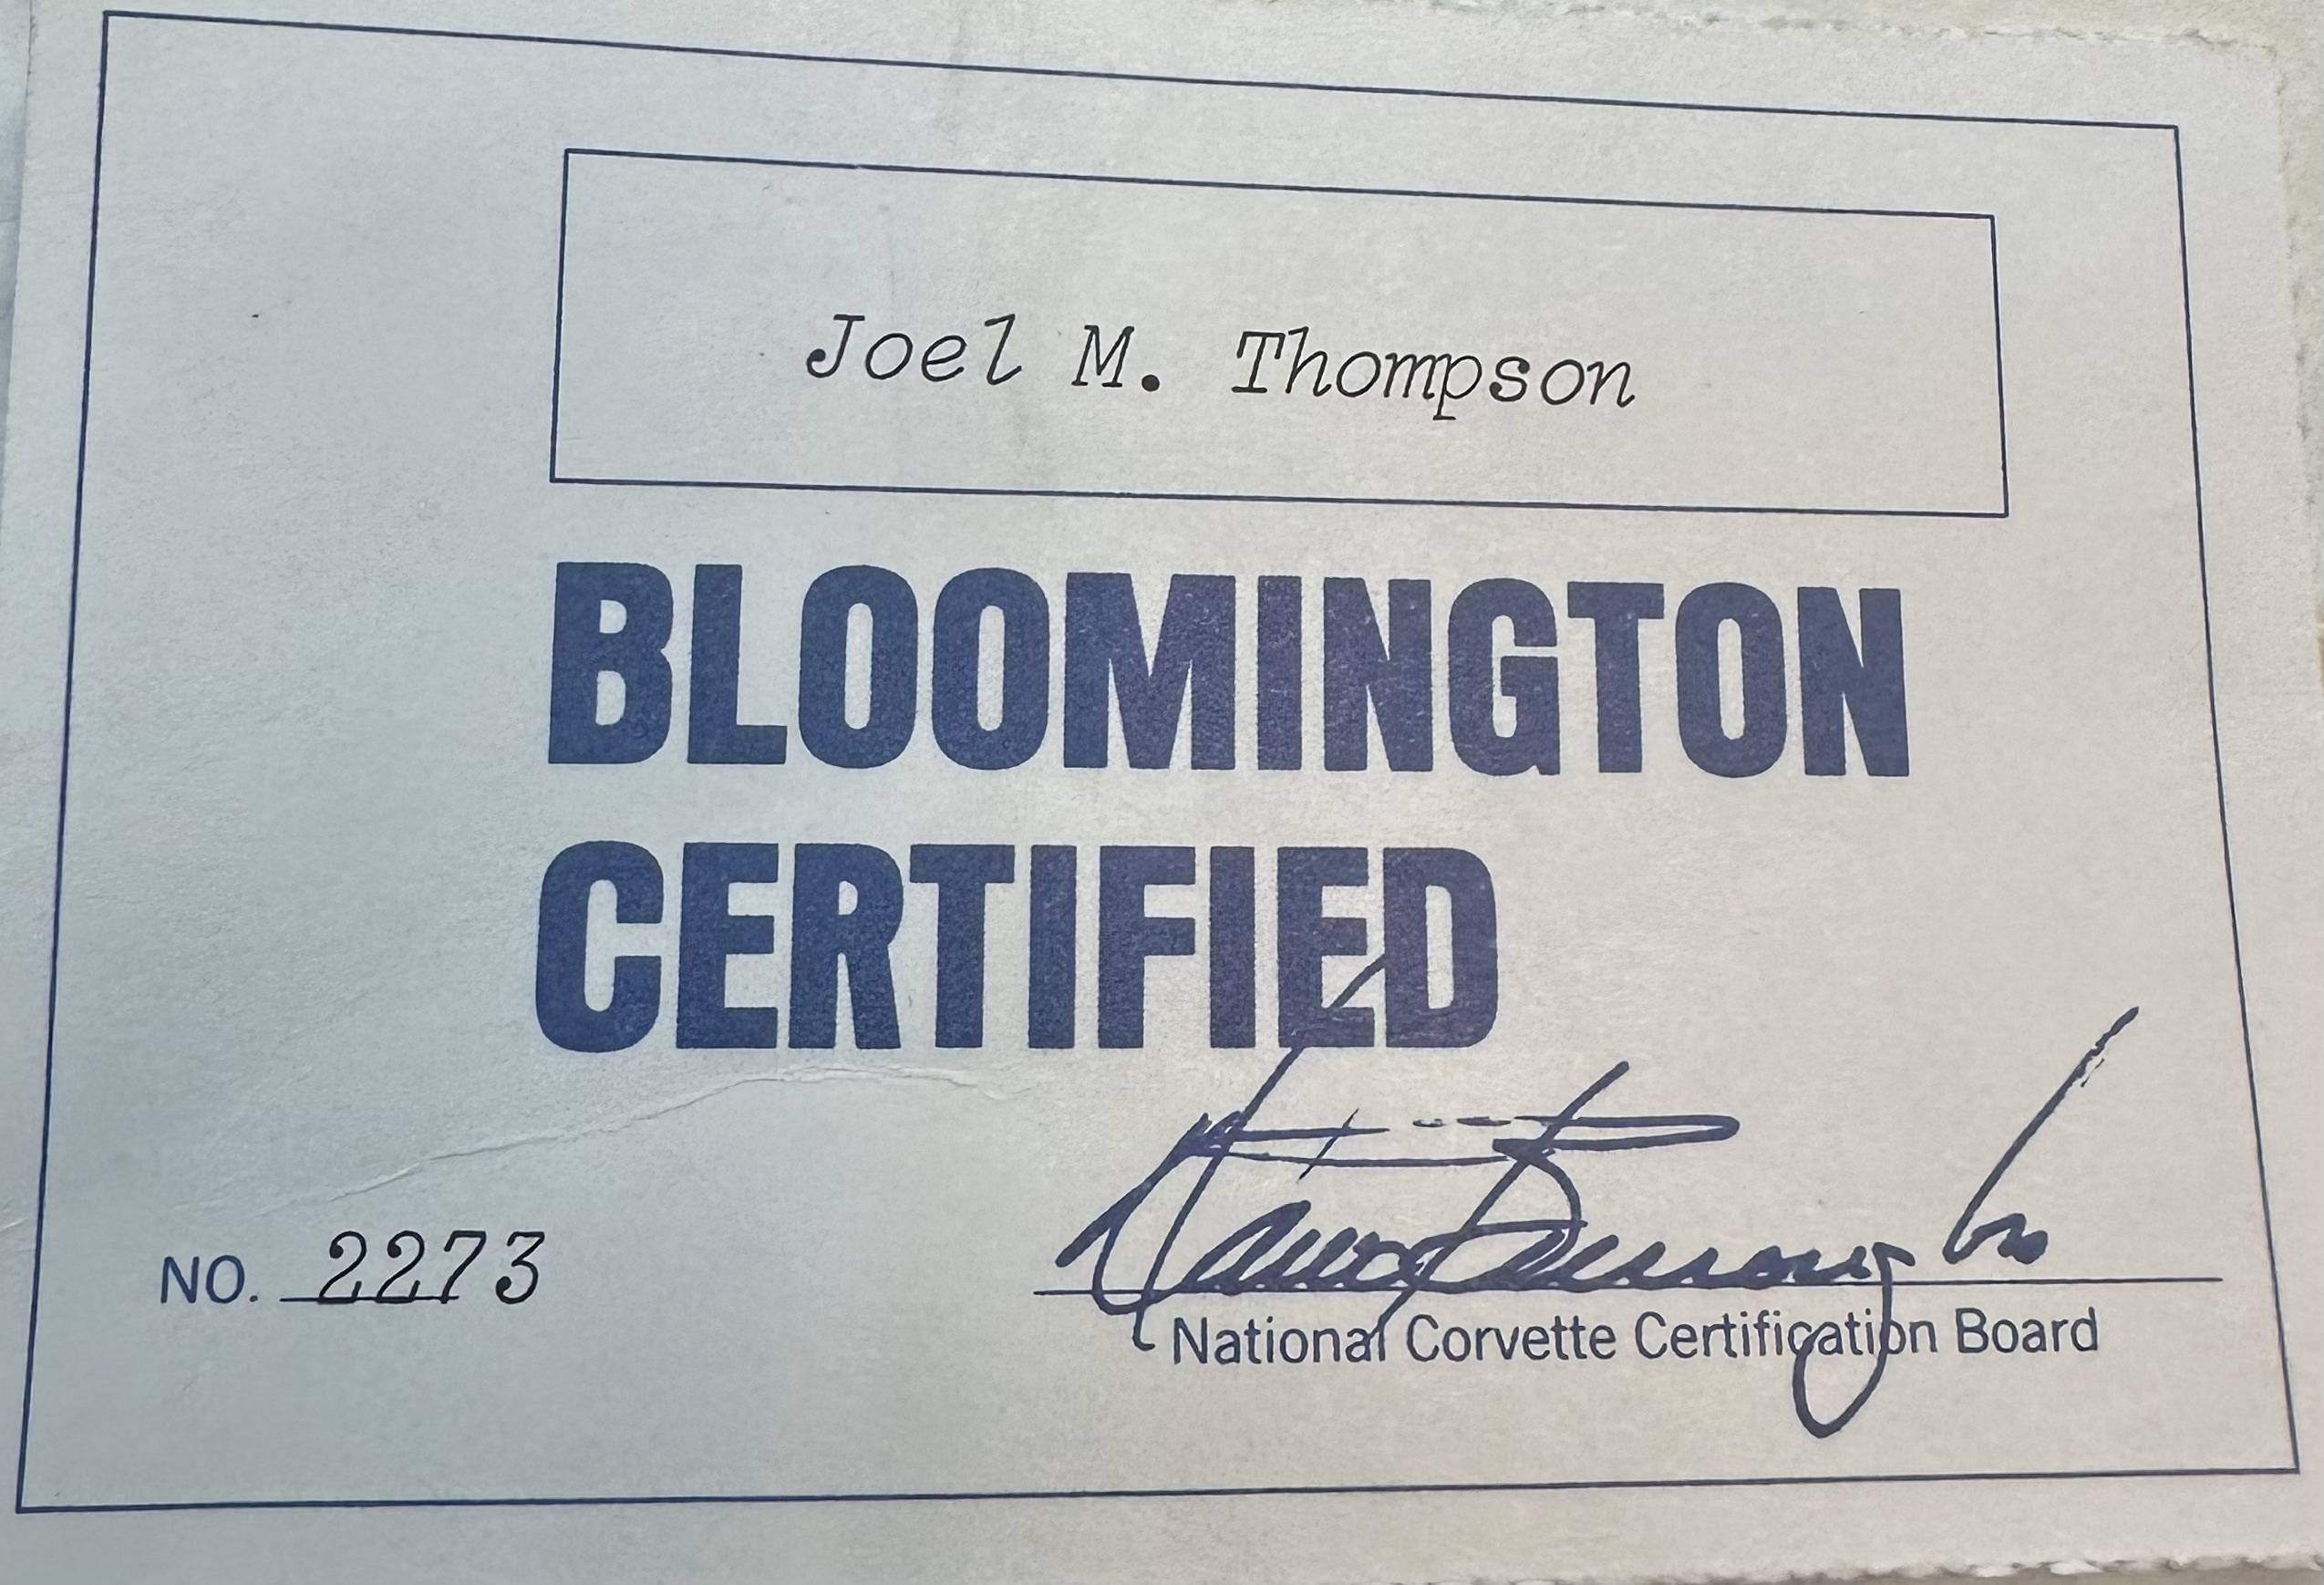 Joel M. Thompson
BLOOMINGTON
CERTIFIED
NO. 2273
National Corvette Certification Board